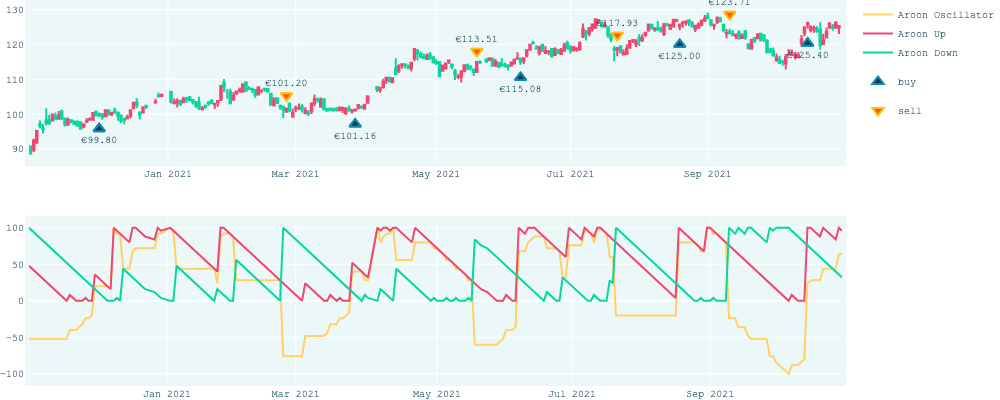 130
120
110
100
90
€99.80
€101.20
€101.16
€113.51
€115.08
€117.93
€125.00
€123.71
€125.40
Jan 2021
Mar 2021
May 2021
Jul 2021
Sep 2021
Aroon Oscillator
Aroon Up
Aroon Down
buy
sell
100
50
0
−50
−100
Jan 2021
Mar 2021
May 2021
Jul 2021
Sep 2021